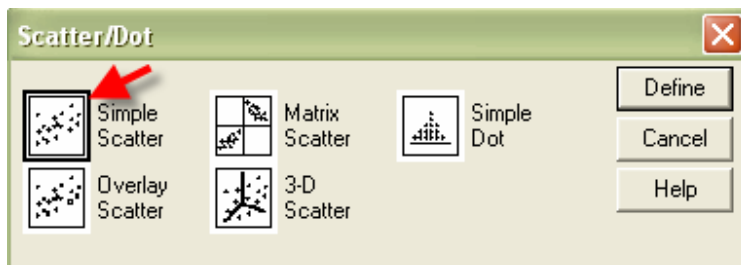 Scatter/Dot
Simple
Scatter
Matrix
Scatter
Simple
Dot
Overlay
Scatter
3-D
Scatter
Define
Cancel
Help